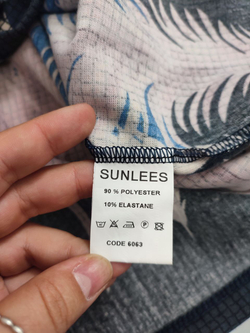 SUNLEES
90 % POLYESTER
10% ELASTANE
CODE 6063